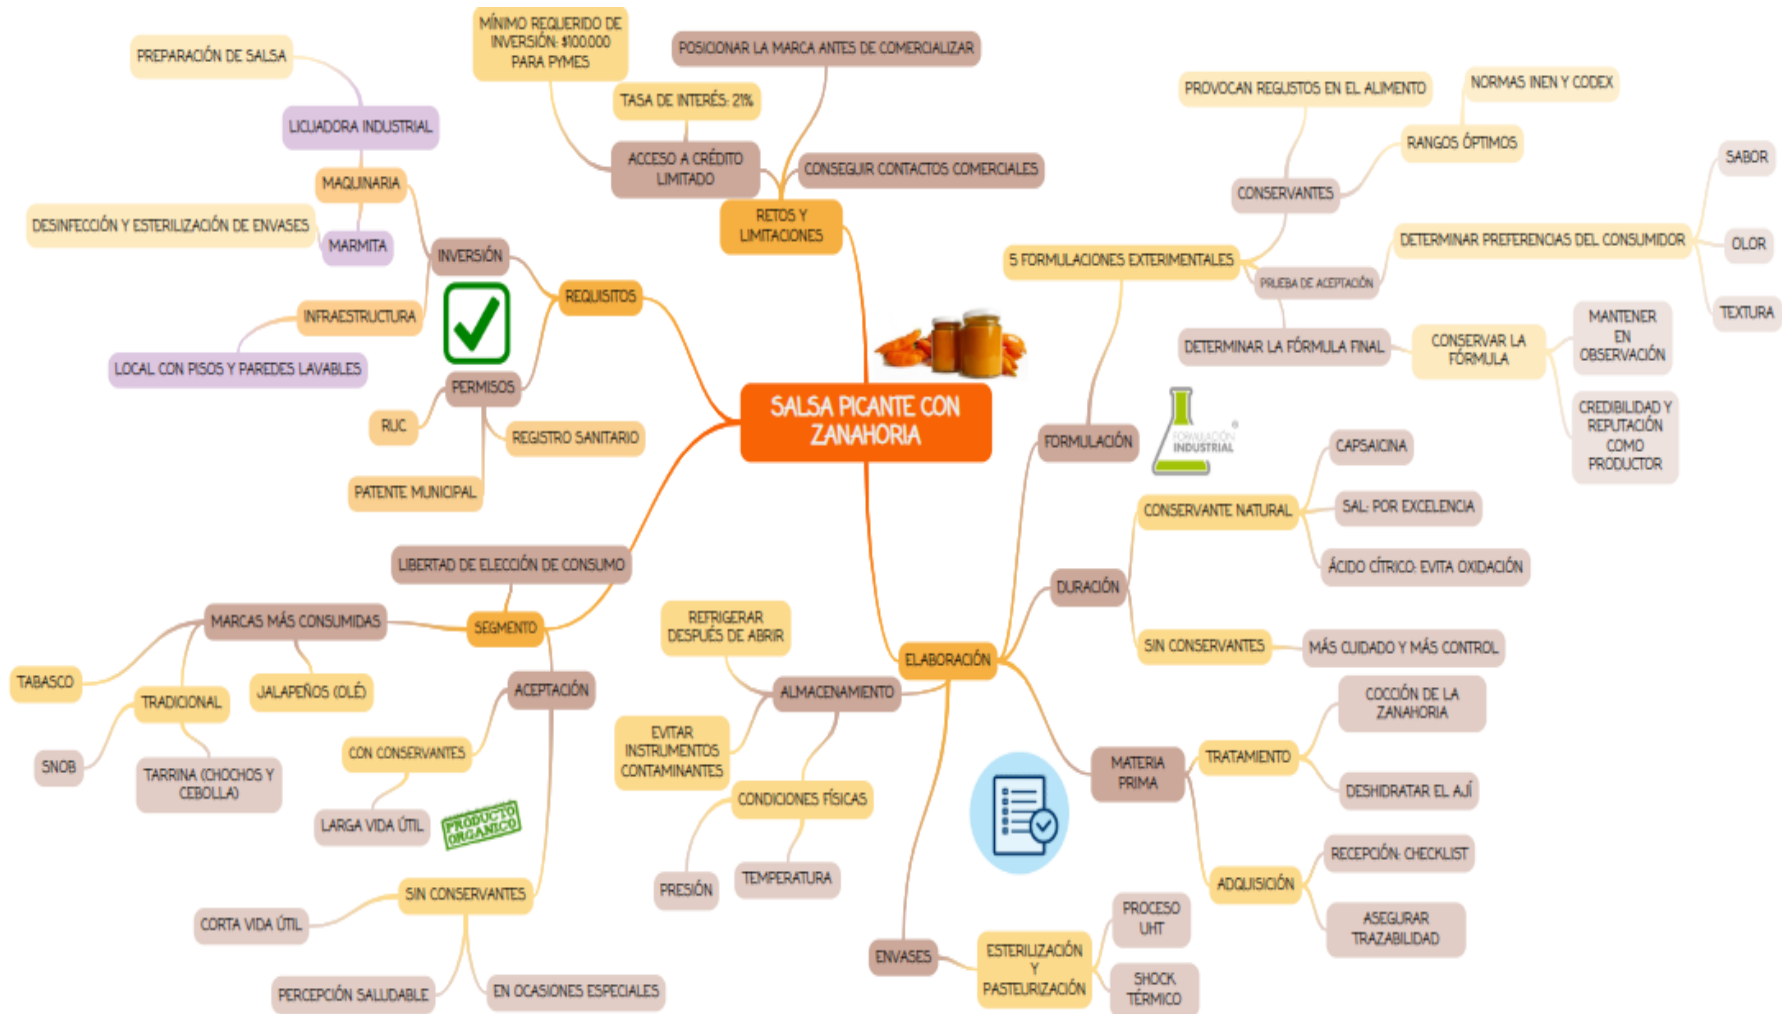 SALSA PICANTE CON
ZANAHORIA
RETOS Y
LIMITACIONES
MÍNIMO REQUERIDO DE
INVERSIÓN: $100.000
PARA PYMES
TASA DE INTERÉS: 21%
ACCESO A CRÉDITO
LIMITADO
POSICIONAR LA MARCA ANTES DE COMERCIALIZAR
CONSEGUIR CONTACTOS COMERCIALES
REQUISITOS
INVERSIÓN
MAQUINARIA
LICUADORA INDUSTRIAL
PREPARACIÓN DE SALSA
MARMITA
DESINFECCIÓN Y ESTERILIZACIÓN DE ENVASES
INFRAESTRUCTURA
LOCAL CON PISOS Y PAREDES LAVABLES
PERMISOS
RUC
REGISTRO SANITARIO
PATENTE MUNICIPAL
SEGMENTO
LIBERTAD DE ELECCIÓN DE CONSUMO
MARCAS MÁS CONSUMIDAS
TABASCO
TRADICIONAL
JALAPEÑOS (OLÉ)
SNOB
TARRINA (CHOCHOS Y
CEBOLLA)
ACEPTACIÓN
CON CONSERVANTES
LARGA VIDA ÚTIL
PRODUCTO
ORGANICO
SIN CONSERVANTES
CORTA VIDA ÚTIL
PERCEPCIÓN SALUDABLE
EN OCASIONES ESPECIALES
ELABORACIÓN
FORMULACIÓN
FORMULACIÓN
INDUSTRIAL
®
5 FORMULACIONES EXTERIMENTALES
CONSERVANTES
PROVOCAN REGUSTOS EN EL ALIMENTO
RANGOS ÓPTIMOS
NORMAS INEN Y CODEX
PRUEBA DE ACEPTACIÓN
DETERMINAR PREFERENCIAS DEL CONSUMIDOR
SABOR
OLOR
TEXTURA
DETERMINAR LA FÓRMULA FINAL
CONSERVAR LA
FÓRMULA
MANTENER
EN
OBSERVACIÓN
CREDIBILIDAD Y
REPUTACIÓN
COMO
PRODUCTOR
DURACIÓN
CONSERVANTE NATURAL
CAPSAICINA
SAL: POR EXCELENCIA
ÁCIDO CÍTRICO: EVITA OXIDACIÓN
SIN CONSERVANTES
MÁS CUIDADO Y MÁS CONTROL
MATERIA
PRIMA
TRATAMIENTO
COCCIÓN DE LA
ZANAHORIA
DESHIDRATAR EL AJÍ
ADQUISICIÓN
RECEPCIÓN: CHECKLIST
ASEGURAR
TRAZABILIDAD
ENVASES
ESTERILIZACIÓN
Y
PASTEURIZACIÓN
PROCESO
UHT
SHOCK
TÉRMICO
ALMACENAMIENTO
REFRIGERAR
DESPUÉS DE ABRIR
EVITAR
INSTRUMENTOS
CONTAMINANTES
CONDICIONES FÍSICAS
PRESIÓN
TEMPERATURA